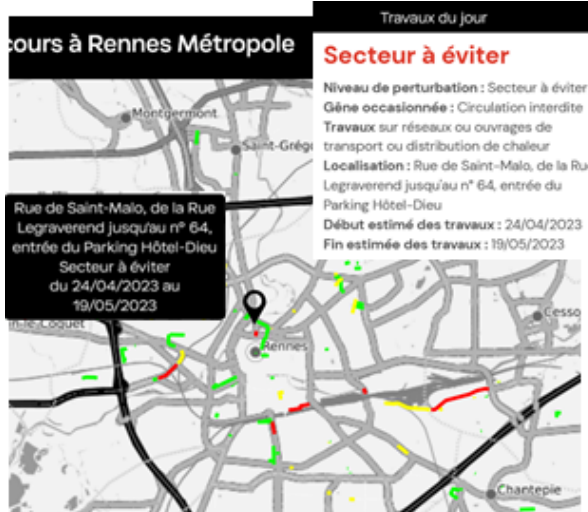 cours à Rennes Métropole
Travaux du jour
Secteur à éviter
Niveau de perturbation : Secteur à éviter
Gêne occasionnée : Circulation interdite
Travaux sur réseaux ou ouvrages de
transport ou distribution de chaleur
Localisation : Rue de Saint-Malo, de la Rue
Legraverend jusqu'au n° 64, entrée du
Parking Hôtel-Dieu
Début estimé des travaux : 24/04/2023
Fin estimée des travaux : 19/05/2023
Montgermont
Saint-Grég
Rue de Saint-Malo, de la Rue
Legraverend jusqu'au n° 64,
entrée du Parking Hôtel-Dieu
Secteur à éviter
du 24/04/2023 au
19/05/2023
n-le-Coquet
Cesso
Rennes
Chantepie